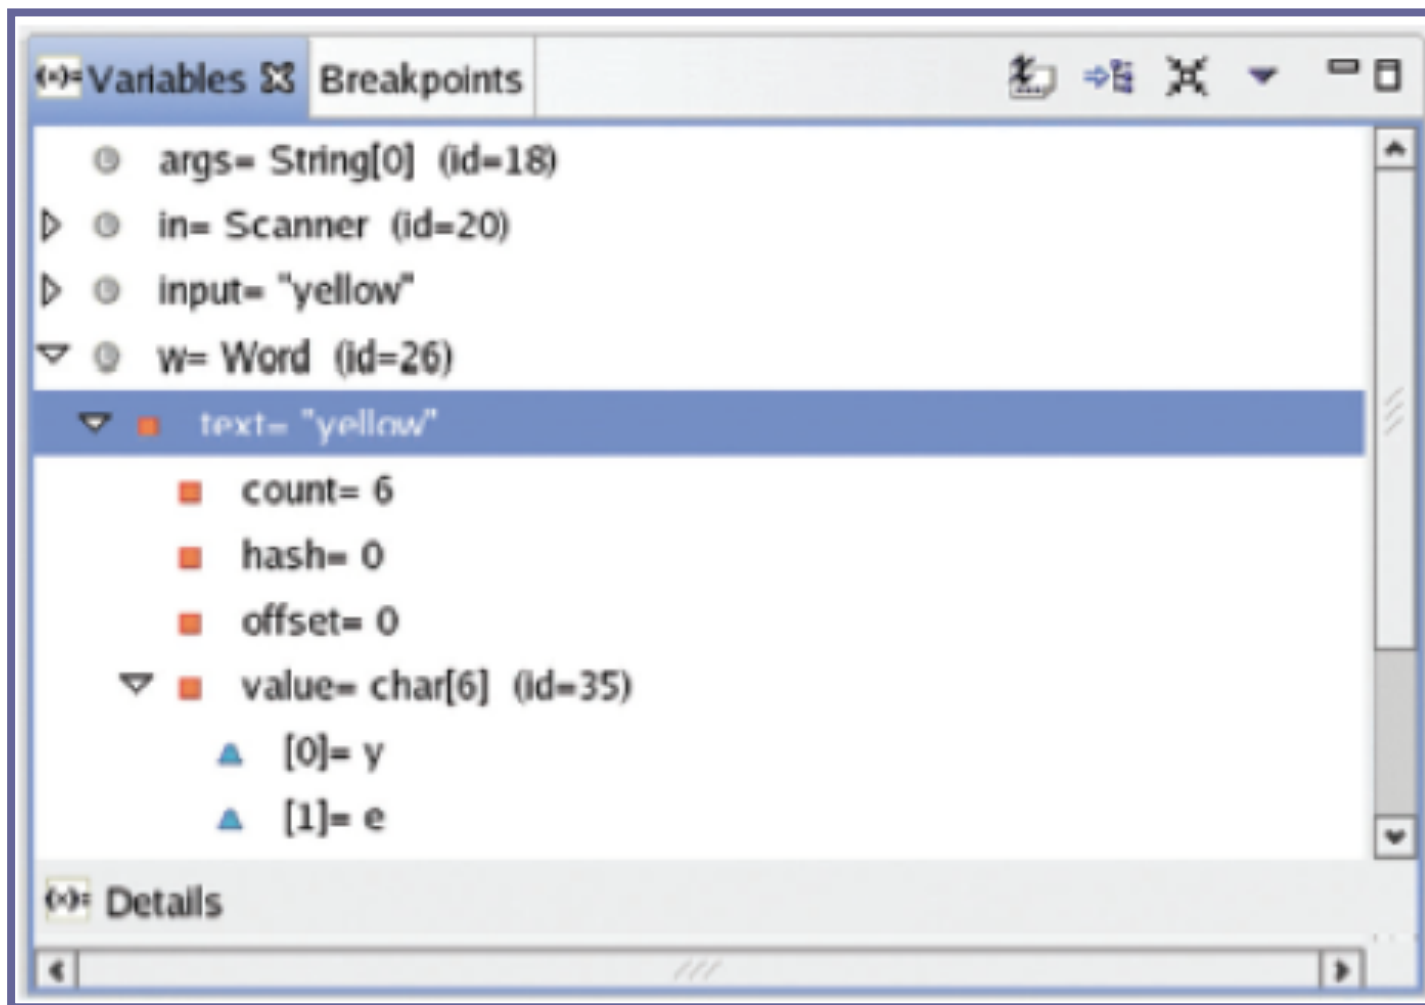 (x)= Variables Breakpoints
args= String[0] (id=18)
in= Scanner (id=20)
input= "yellow"
w= Word (id=26)
text= "yellow"
count= 6
hash= 0
offset= 0
value= char[6] (id=35)
[0]= y
[1]= e
(x)= Details